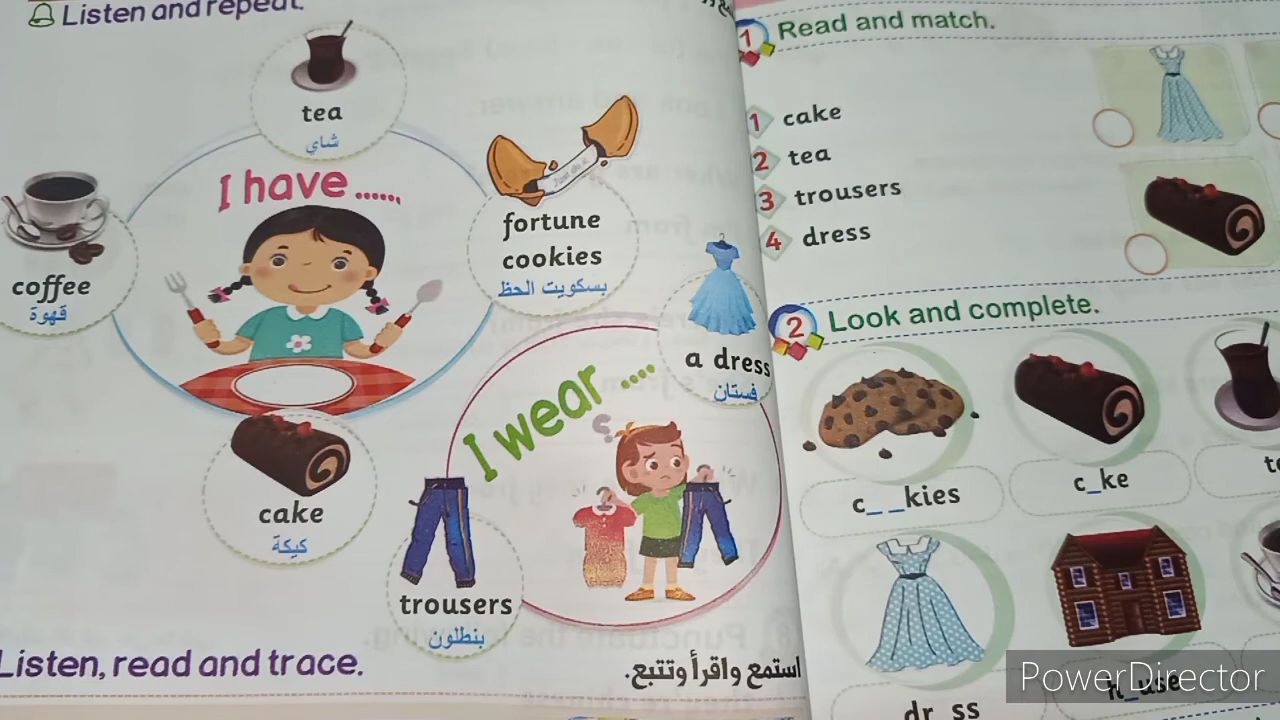 Listen and repeat.
tea
شاي
I have ......
coffee
قهوة
fortune
cookies
بسكويت الحظ
cake
كيكة
I wear ....
a dress
فستان
trousers
بنطلون
Listen, read and trace.
استمع واقرأ وتتبع.
1 Read and match.
1 cake
2 tea
3 trousers
4 dress
2 Look and complete.
c_ _kies
c_ke
dr_ss
h_use
PowerDirector